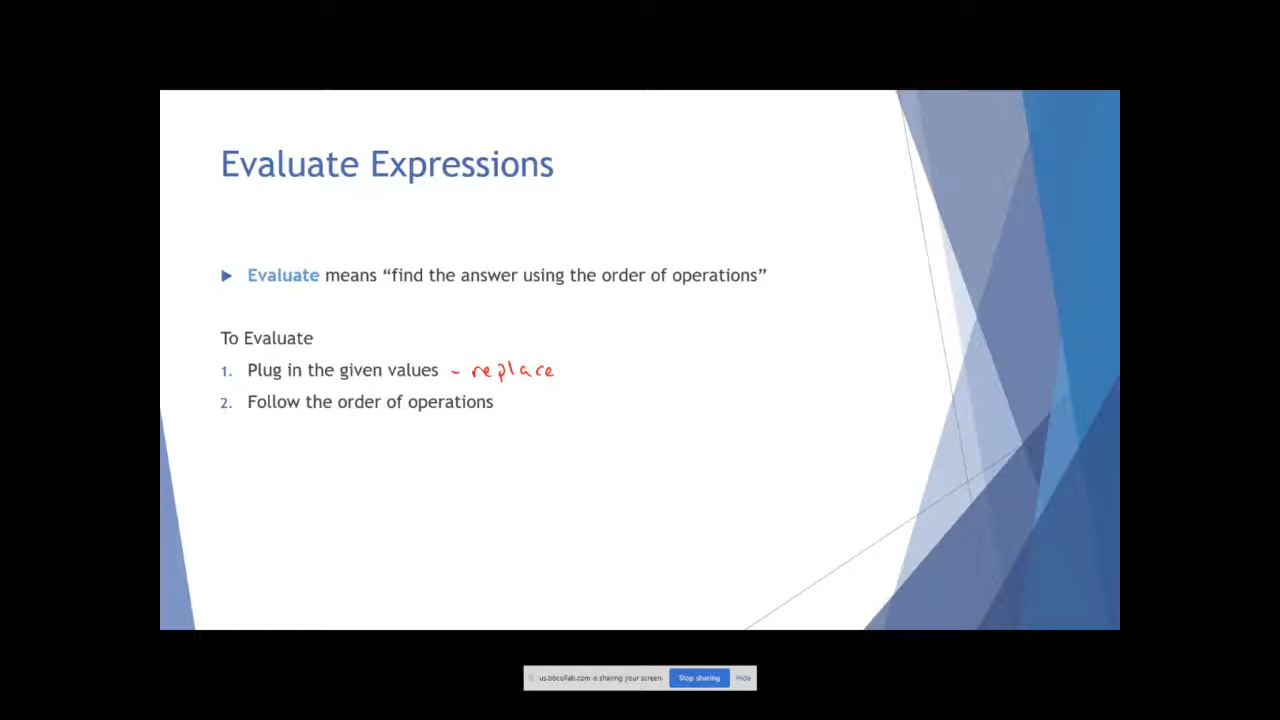 Evaluate Expressions
Evaluate means “find the answer using the order of operations”
To Evaluate
1. Plug in the given values - replace
2. Follow the order of operations
us.bbcollab.com is sharing your screen. Stop sharing Hide